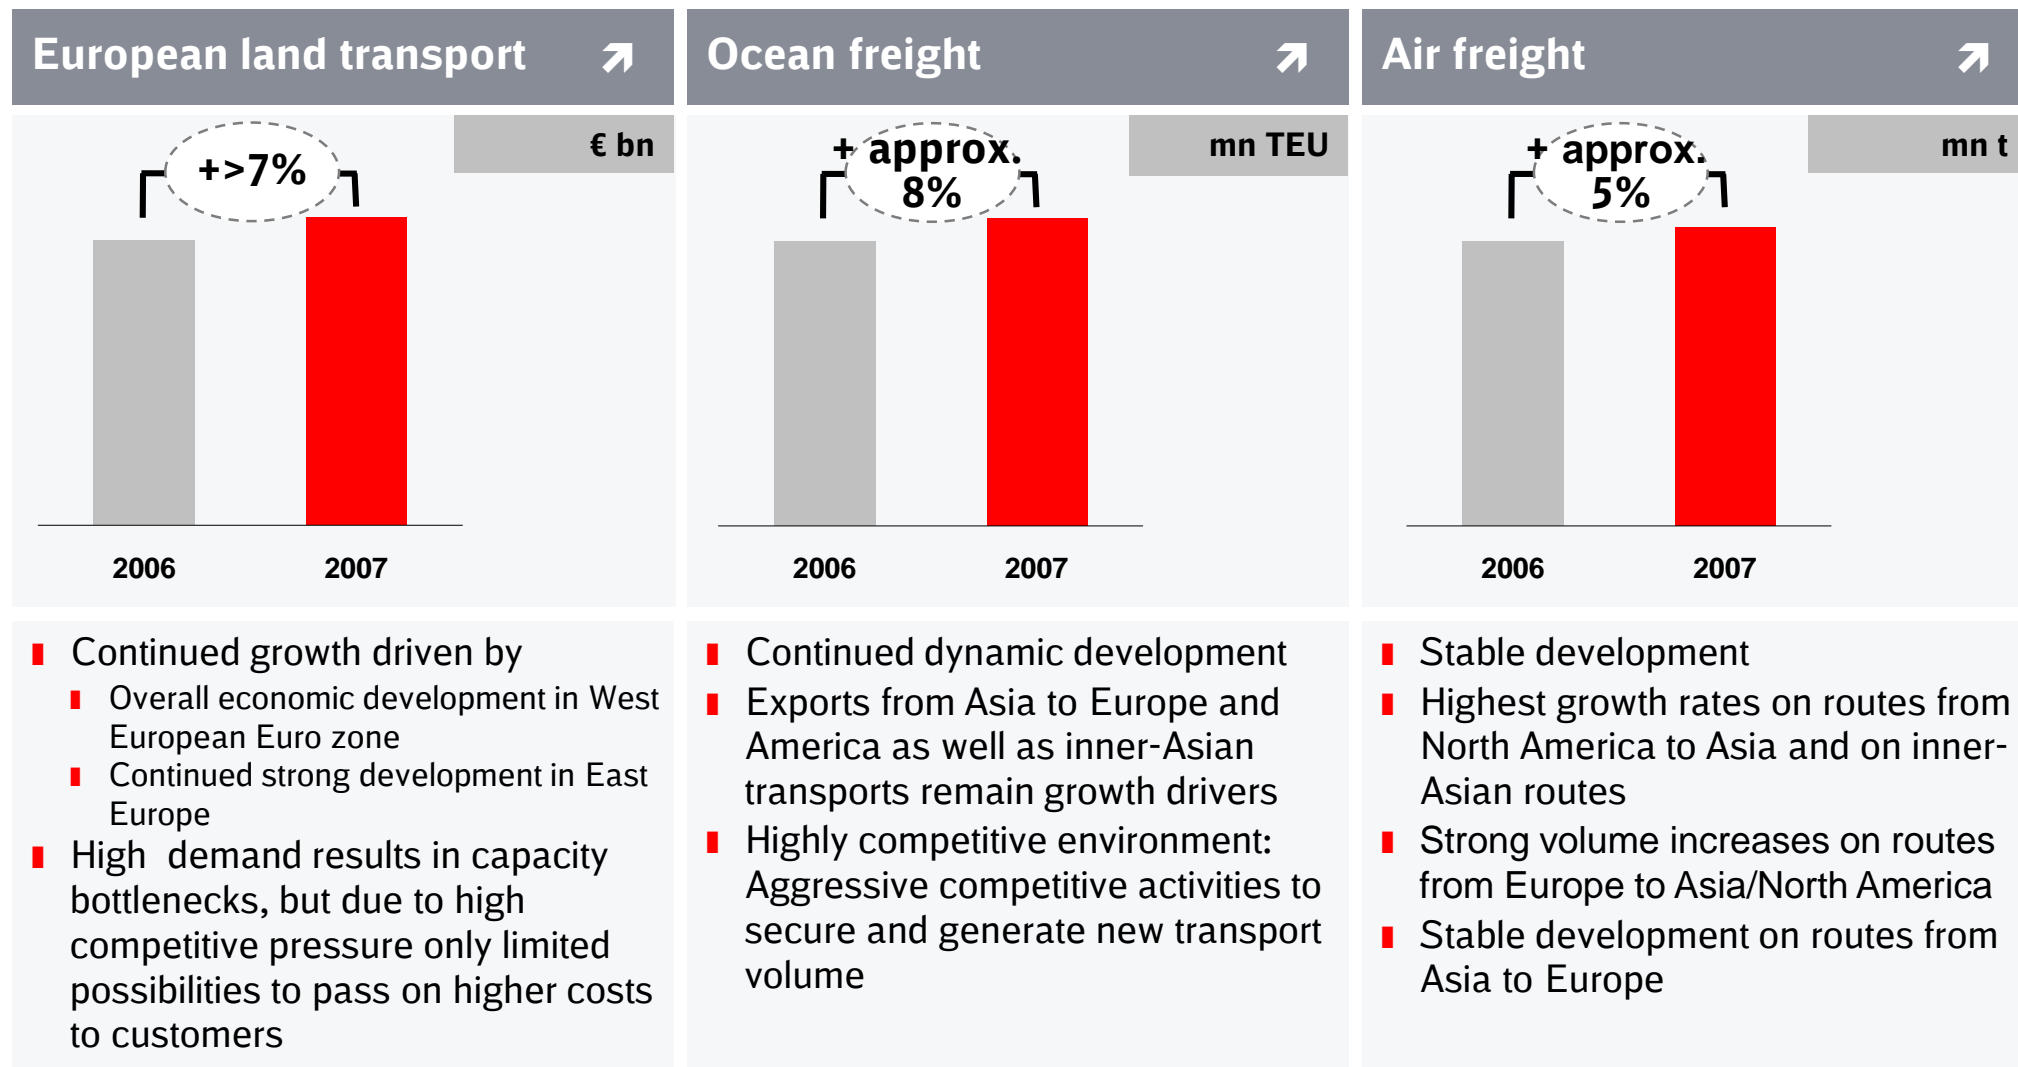 European land transport
€ bn
+>7%
2006 2007
Continued growth driven by
Overall economic development in West
European Euro zone
Continued strong development in East
Europe
High  demand results in capacity
bottlenecks, but due to high
competitive pressure only limited
possibilities to pass on higher costs
to customers
Ocean freight
mn TEU
+ approx.
8%
2006 2007
Continued dynamic development
Exports from Asia to Europe and
America as well as inner-Asian
transports remain growth drivers
Highly competitive environment:
Aggressive competitive activities to
secure and generate new transport
volume
Air freight
mn t
+ approx.
5%
2006 2007
Stable development
Highest growth rates on routes from
North America to Asia and on inner-
Asian routes
Strong volume increases on routes
from Europe to Asia/North America
Stable development on routes from
Asia to Europe